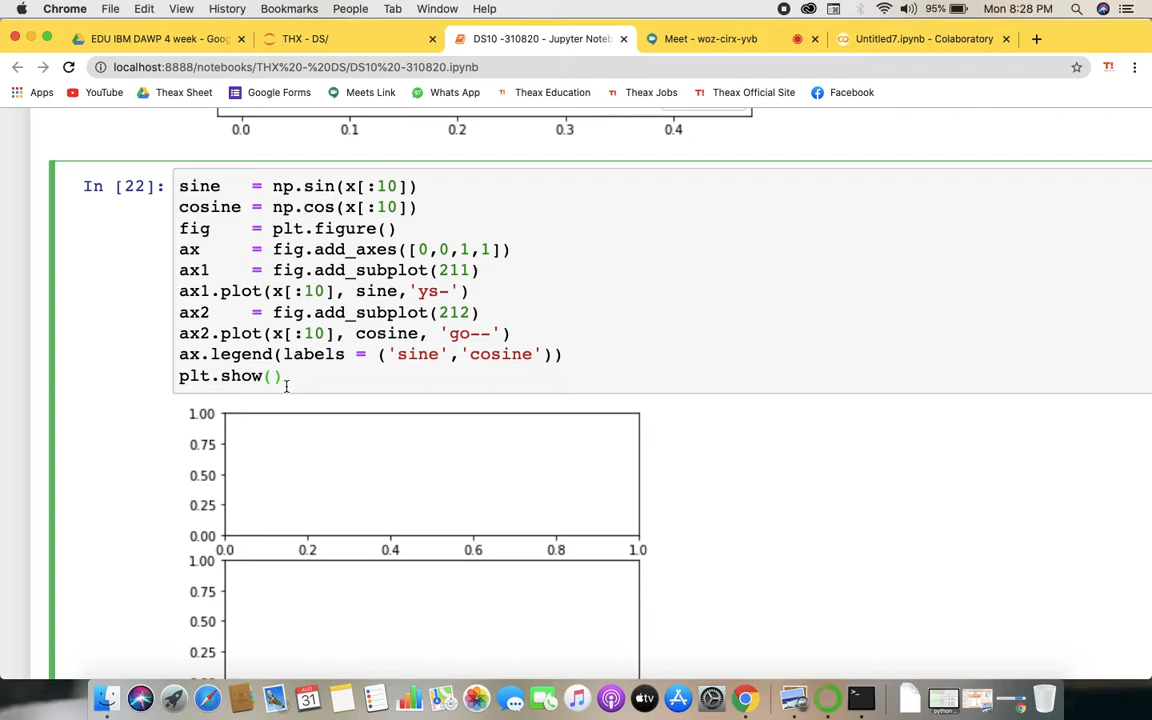 Chrome File Edit View History Bookmarks People Tab Window Help 95% Mon 8:28 PM
EDU IBM DAWP 4 week - Goog THX - DS/ DS10 -310820 - Jupyter Noteb Meet - woz-cirx-yvb Untitled7.ipynb - Colaboratory
localhost:8888/notebooks/THX%20-%20DS/DS10%20-310820.ipynb T!
Apps YouTube Theax Sheet Google Forms Meets Link Whats App Theax Education Theax Jobs Theax Official Site Facebook
0.0 0.1 0.2 0.3 0.4
In [22]: sine = np.sin(x[:10])
cosine = np.cos(x[:10])
fig = plt.figure()
ax = fig.add_axes([0,0,1,1])
ax1 = fig.add_subplot(211)
ax1.plot(x[:10], sine,'ys-')
ax2 = fig.add_subplot(212)
ax2.plot(x[:10], cosine, 'go--')
ax.legend(labels = ('sine','cosine'))
plt.show()
1.00
0.75
0.50
0.25
0.00
0.0 0.2 0.4 0.6 0.8 1.0
1.00
0.75
0.50
0.25